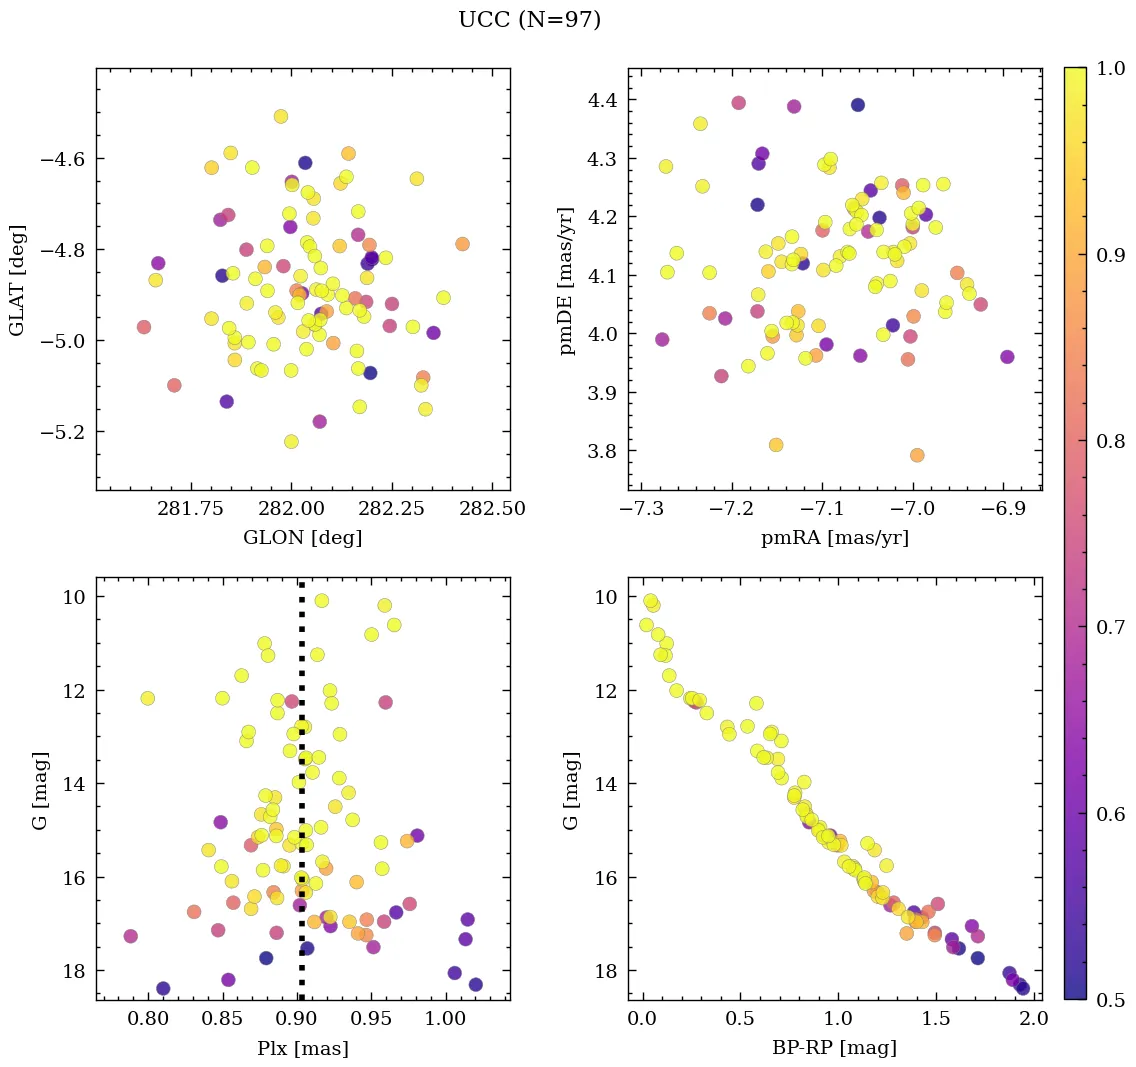 UCC (N=97)
−4.6
−4.8
−5.0
−5.2
GLAT [deg]
281.75 282.00 282.25 282.50
GLON [deg]
4.4
4.3
4.2
4.1
4.0
3.9
3.8
pmDE [mas/yr]
−7.3 −7.2 −7.1 −7.0 −6.9
pmRA [mas/yr]
10
12
14
16
18
G [mag]
0.80 0.85 0.90 0.95 1.00
Plx [mas]
10
12
14
16
18
G [mag]
0.0 0.5 1.0 1.5 2.0
BP-RP [mag]
1.0
0.9
0.8
0.7
0.6
0.5